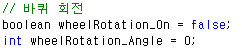 // 바퀴 회전
boolean wheelRotation_On = false;
int wheelRotation_Angle = 0;